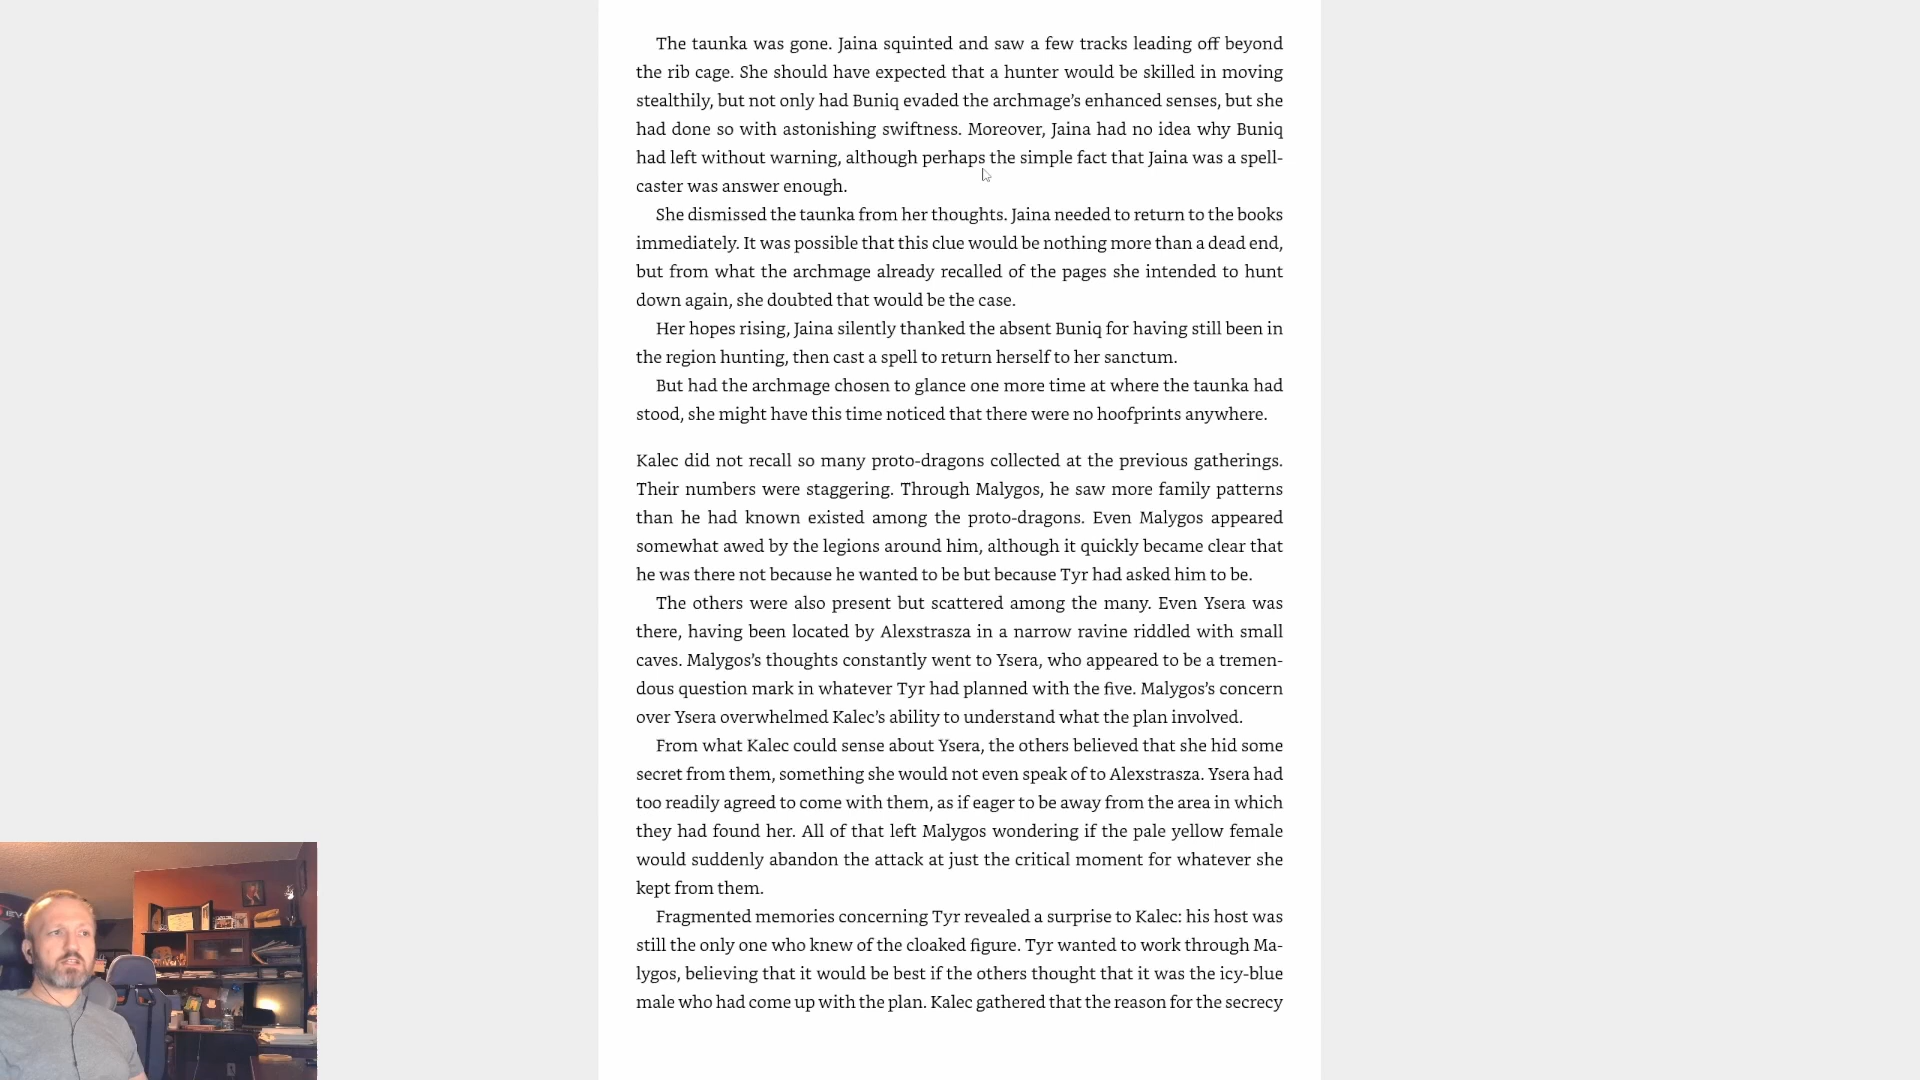 The taunka was gone. Jaina squinted and saw a few tracks leading off beyond
the rib cage. She should have expected that a hunter would be skilled in moving
stealthily, but not only had Buniq evaded the archmage’s enhanced senses, but she
had done so with astonishing swiftness. Moreover, Jaina had no idea why Buniq
had left without warning, although perhaps the simple fact that Jaina was a spell-
caster was answer enough.
She dismissed the taunka from her thoughts. Jaina needed to return to the books
immediately. It was possible that this clue would be nothing more than a dead end,
but from what the archmage already recalled of the pages she intended to hunt
down again, she doubted that would be the case.
Her hopes rising, Jaina silently thanked the absent Buniq for having still been in
the region hunting, then cast a spell to return herself to her sanctum.
But had the archmage chosen to glance one more time at where the taunka had
stood, she might have this time noticed that there were no hoofprints anywhere.
Kalec did not recall so many proto-dragons collected at the previous gatherings.
Their numbers were staggering. Through Malygos, he saw more family patterns
than he had known existed among the proto-dragons. Even Malygos appeared
somewhat awed by the legions around him, although it quickly became clear that
he was there not because he wanted to be but because Tyr had asked him to be.
The others were also present but scattered among the many. Even Ysera was
there, having been located by Alexstrasza in a narrow ravine riddled with small
caves. Malygos’s thoughts constantly went to Ysera, who appeared to be a tremen-
dous question mark in whatever Tyr had planned with the five. Malygos’s concern
over Ysera overwhelmed Kalec’s ability to understand what the plan involved.
From what Kalec could sense about Ysera, the others believed that she hid some
secret from them, something she would not even speak of to Alexstrasza. Ysera had
too readily agreed to come with them, as if eager to be away from the area in which
they had found her. All of that left Malygos wondering if the pale yellow female
would suddenly abandon the attack at just the critical moment for whatever she
kept from them.
Fragmented memories concerning Tyr revealed a surprise to Kalec: his host was
still the only one who knew of the cloaked figure. Tyr wanted to work through Ma-
lygos, believing that it would be best if the others thought that it was the icy-blue
male who had come up with the plan. Kalec gathered that the reason for the secrecy